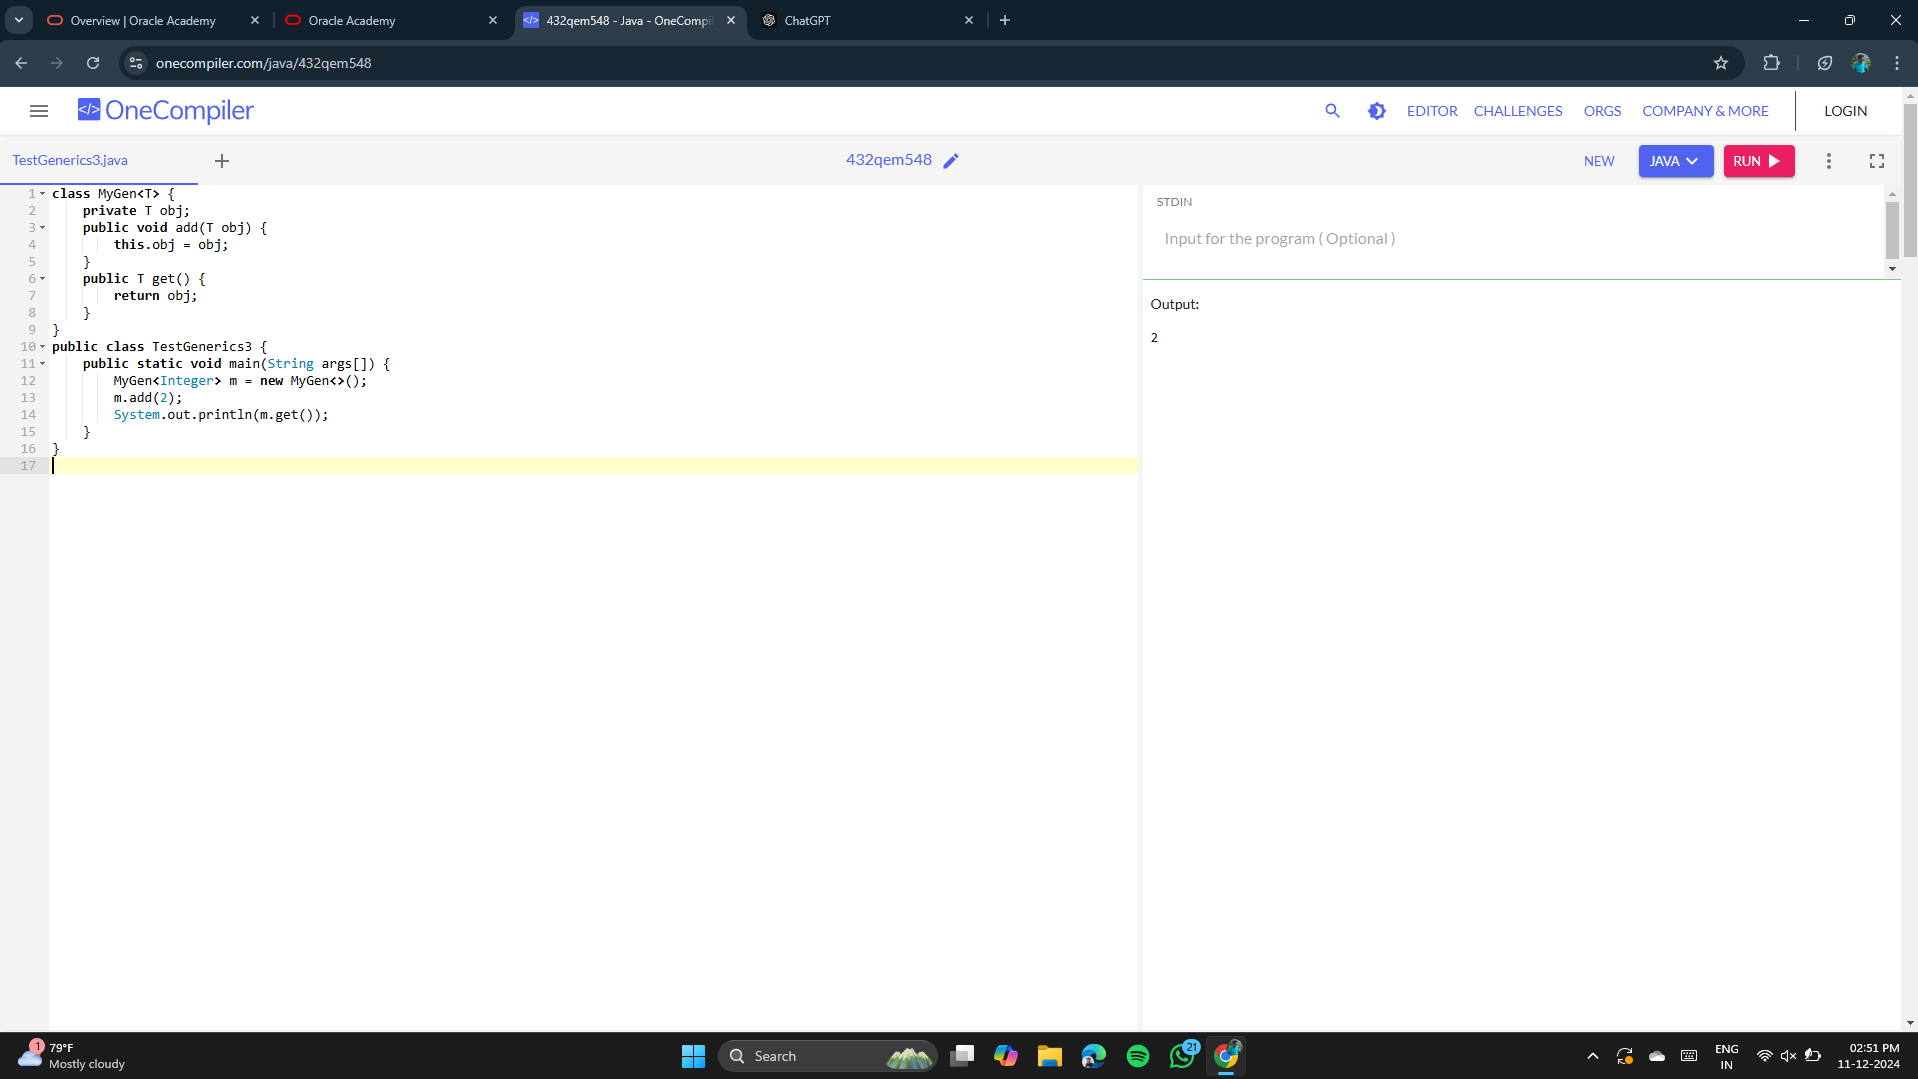 Overview | Oracle Academy
Oracle Academy
432qem548 - Java - OneCompil
ChatGPT
onecompiler.com/java/432qem548
</> OneCompiler
EDITOR CHALLENGES ORGS COMPANY & MORE LOGIN
TestGenerics3.java
432qem548
NEW JAVA RUN
1 class MyGen<T> {
2     private T obj;
3     public void add(T obj) {
4         this.obj = obj;
5     }
6     public T get() {
7         return obj;
8     }
9 }
10 public class TestGenerics3 {
11     public static void main(String args[]) {
12         MyGen<Integer> m = new MyGen<>();
13         m.add(2);
14         System.out.println(m.get());
15     }
16 }
17
STDIN
Input for the program ( Optional )
Output:
2
1
79°F
Mostly cloudy
Search
21
ENG
IN
02:51 PM
11-12-2024